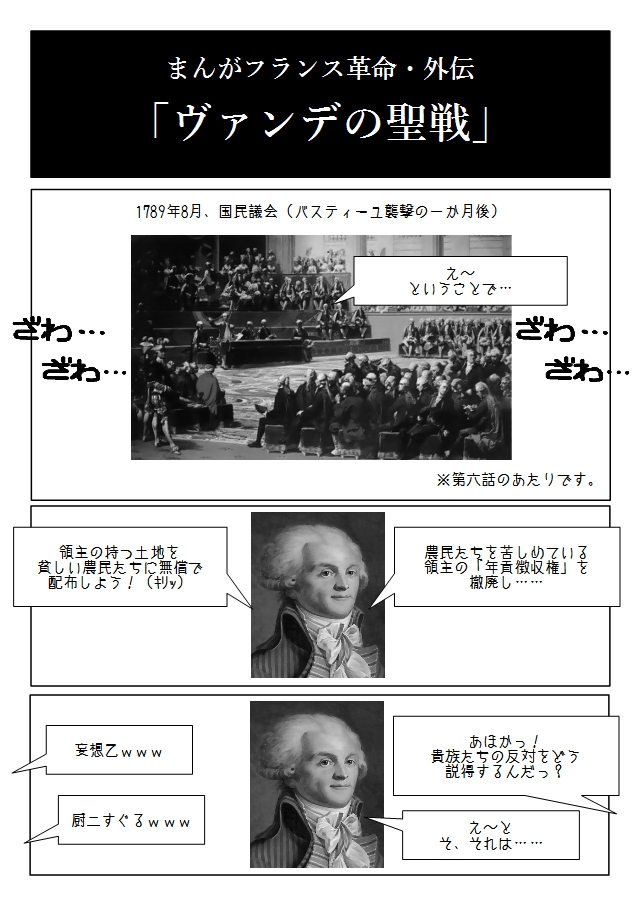 まんがフランス革命・外伝
「ヴァンデの聖戦」
1789年8月、国民議会（バスティーユ襲撃の一か月後）
え～
ということで…
ざわ…
ざわ…
ざわ…
ざわ…
※第六話のあたりです。
農民たちを苦しめている
領主の「年貢徴収権」を
撤廃し……
領主の持つ土地を
貧しい農民たちに無償で
配布しよう！（ｷﾘｯ）
あほかっ！
貴族たちの反対をどう
説得するんだっ？
え～と
そ、それは……
妄想乙ｗｗｗ
厨二すぐるｗｗｗ